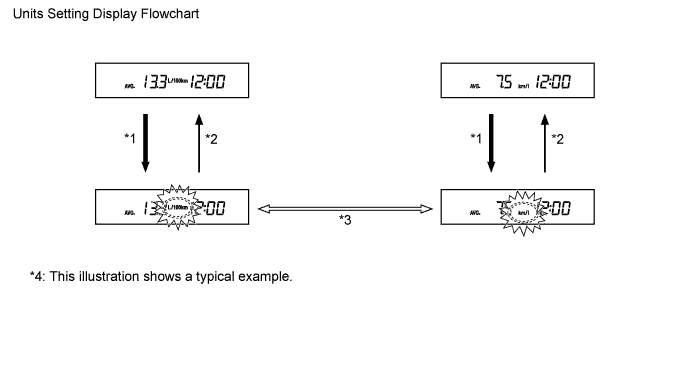 Units Setting Display Flowchart
AVG. 13.3 L/100km 12:00
AVG. 7.5 km/l 12:00
*1 *2 *1 *2
AVG. 13 L/100km 2:00
AVG. 7 km/l 2:00
*3
*4: This illustration shows a typical example.